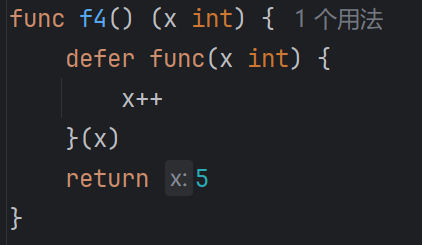 func f4() (x int) { 1 个用法
    defer func(x int) {
        x++
    }(x)
    return x: 5
}